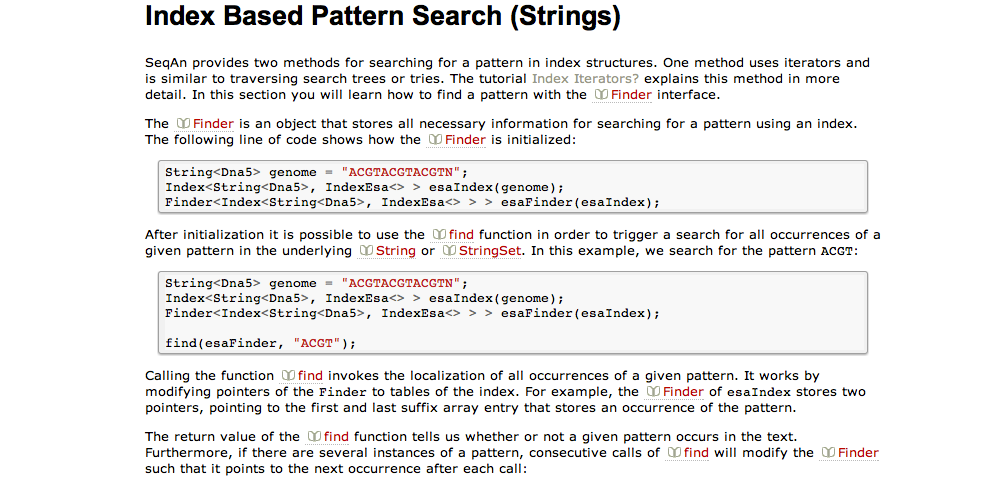 Index Based Pattern Search (Strings)
SeqAn provides two methods for searching for a pattern in index structures. One method uses iterators and
is similar to traversing search trees or tries. The tutorial Index Iterators? explains this method in more
detail. In this section you will learn how to find a pattern with the Finder interface.
The Finder is an object that stores all necessary information for searching for a pattern using an index.
The following line of code shows how the Finder is initialized:
String<Dna5> genome = "ACGTACGTACGTN";
Index<String<Dna5>, IndexEsa<> > esaIndex(genome);
Finder<Index<String<Dna5>, IndexEsa<> > > esaFinder(esaIndex);
After initialization it is possible to use the find function in order to trigger a search for all occurrences of a
given pattern in the underlying String or StringSet. In this example, we search for the pattern ACGT:
String<Dna5> genome = "ACGTACGTACGTN";
Index<String<Dna5>, IndexEsa<> > esaIndex(genome);
Finder<Index<String<Dna5>, IndexEsa<> > > esaFinder(esaIndex);
find(esaFinder, "ACGT");
Calling the function find invokes the localization of all occurrences of a given pattern. It works by
modifying pointers of the Finder to tables of the index. For example, the Finder of esaIndex stores two
pointers, pointing to the first and last suffix array entry that stores an occurrence of the pattern.
The return value of the find function tells us whether or not a given pattern occurs in the text.
Furthermore, if there are several instances of a pattern, consecutive calls of find will modify the Finder
such that it points to the next occurrence after each call: